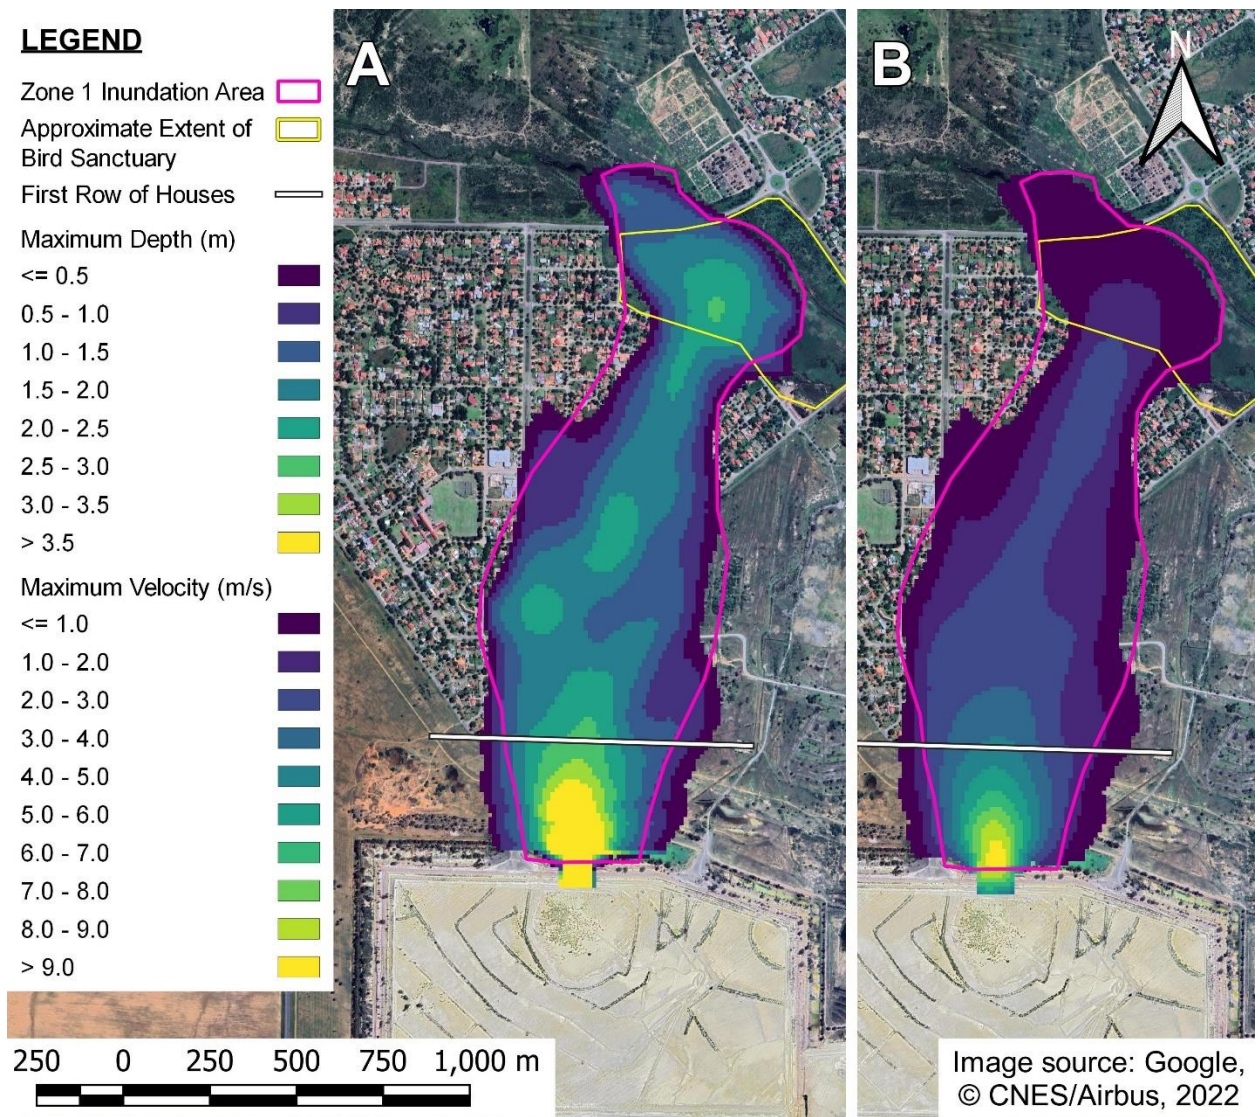 LEGEND
Zone 1 Inundation Area
Approximate Extent of
Bird Sanctuary
First Row of Houses
Maximum Depth (m)
<= 0.5
0.5 - 1.0
1.0 - 1.5
1.5 - 2.0
2.0 - 2.5
2.5 - 3.0
3.0 - 3.5
> 3.5
Maximum Velocity (m/s)
<= 1.0
1.0 - 2.0
2.0 - 3.0
3.0 - 4.0
4.0 - 5.0
5.0 - 6.0
6.0 - 7.0
7.0 - 8.0
8.0 - 9.0
> 9.0
250 0 250 500 750 1,000 m
A
B
N
Image source: Google,
© CNES/Airbus, 2022